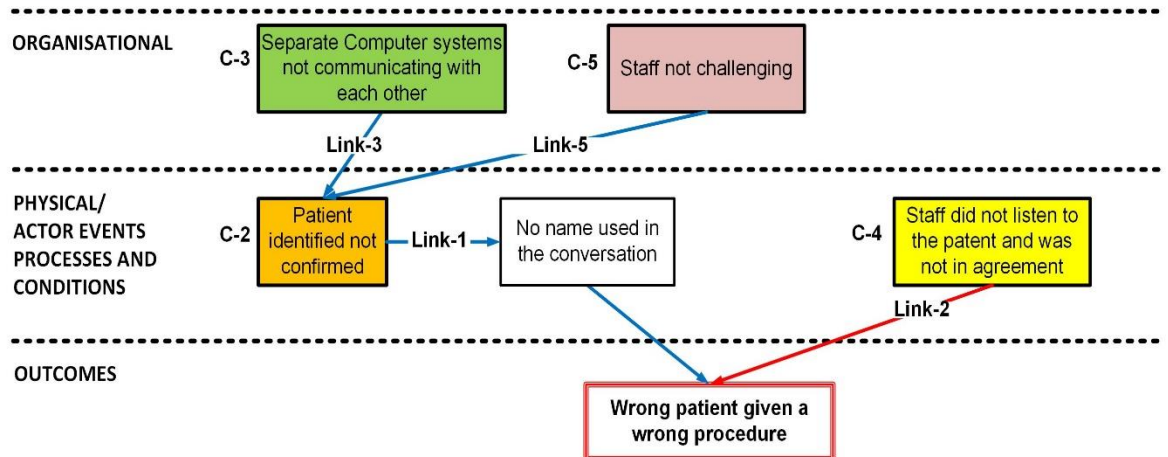 ORGANISATIONAL
C-3
Separate Computer systems
not communicating with
each other
C-5
Staff not challenging
Link-3
Link-5
PHYSICAL/
ACTOR EVENTS
PROCESSES AND
CONDITIONS
C-2
Patient
identified not
confirmed
Link-1
No name used in
the conversation
C-4
Staff did not listen to
the patent and was
not in agreement
Link-2
OUTCOMES
Wrong patient given a
wrong procedure